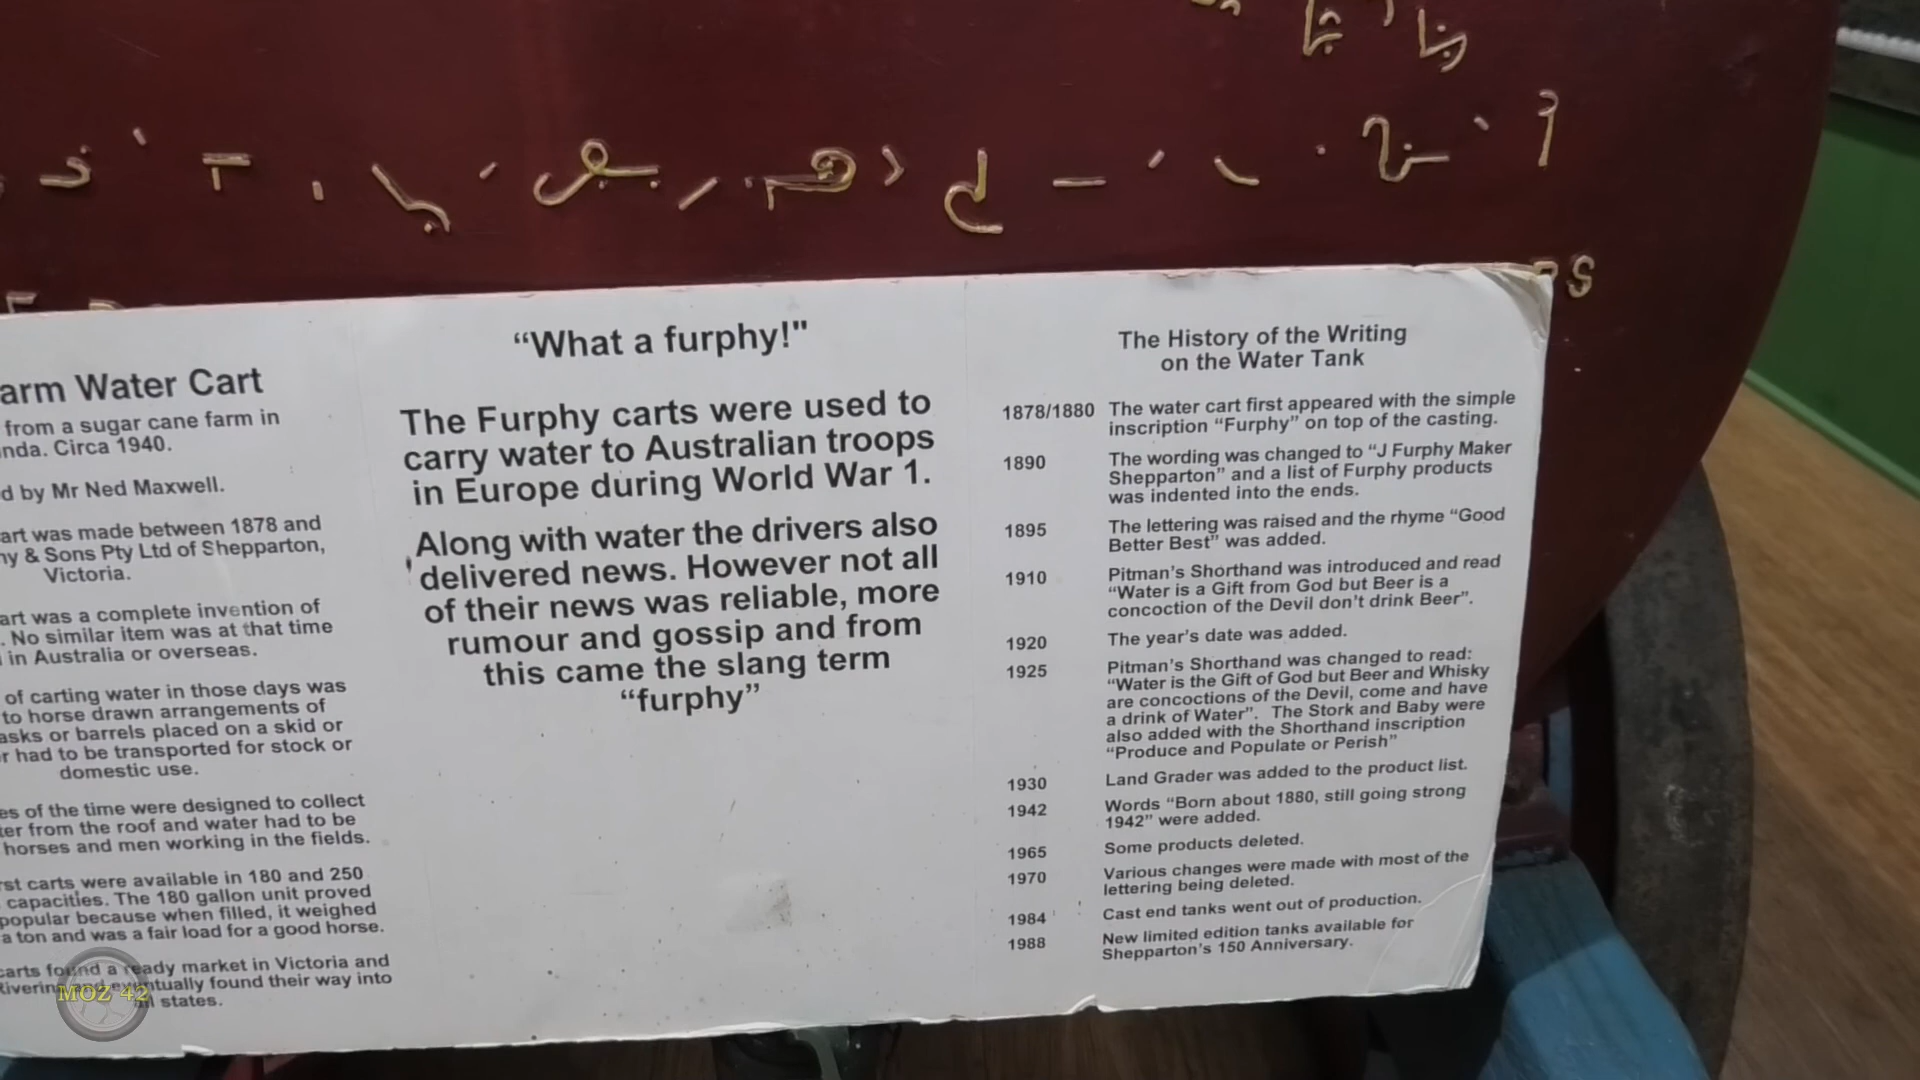 PS
arm Water Cart
from a sugar cane farm in
nda. Circa 1940.
d by Mr Ned Maxwell.
art was made between 1878 and
hy & Sons Pty Ltd of Shepparton,
Victoria.
art was a complete invention of
. No similar item was at that time
in Australia or overseas.
of carting water in those days was
to horse drawn arrangements of
asks or barrels placed on a skid or
r had to be transported for stock or
domestic use.
es of the time were designed to collect
ter from the roof and water had to be
horses and men working in the fields.
rst carts were available in 180 and 250
capacities. The 180 gallon unit proved
popular because when filled, it weighed
a ton and was a fair load for a good horse.
carts found a ready market in Victoria and
eventually found their way into
states.
“What a furphy!"
The Furphy carts were used to
carry water to Australian troops
in Europe during World War 1.
Along with water the drivers also
delivered news. However not all
of their news was reliable, more
rumour and gossip and from
this came the slang term
“furphy”
The History of the Writing
on the Water Tank
1878/1880 The water cart first appeared with the simple
inscription “Furphy” on top of the casting.
1890 The wording was changed to “J Furphy Maker
Shepparton” and a list of Furphy products
was indented into the ends.
1895 The lettering was raised and the rhyme “Good
Better Best” was added.
1910 Pitman’s Shorthand was introduced and read
“Water is a Gift from God but Beer is a
concoction of the Devil don’t drink Beer”.
1920 The year’s date was added.
1925 Pitman’s Shorthand was changed to read:
“Water is the Gift of God but Beer and Whisky
are concoctions of the Devil, come and have
a drink of Water”. The Stork and Baby were
also added with the Shorthand inscription
“Produce and Populate or Perish”
1930 Land Grader was added to the product list.
1942 Words “Born about 1880, still going strong
1942” were added.
1965 Some products deleted.
1970 Various changes were made with most of the
lettering being deleted.
1984 Cast end tanks went out of production.
1988 New limited edition tanks available for
Shepparton’s 150 Anniversary.
MOZ 42